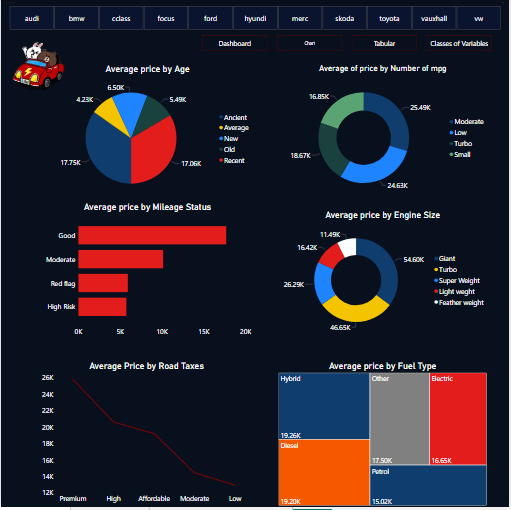 audi bmw cclass focus ford hyundi merc skoda toyota vauxhall vw
Dashboard Chart Tabular Classes of Variables
Average price by Age
6.50K
5.49K
4.23K
17.75K
17.06K
Ancient
Average
New
Old
Recent
Average of price by Number of mpg
16.85K
25.49K
18.67K
24.63K
Moderate
Low
Turbo
Small
Average price by Mileage Status
Good
Moderate
Red flag
High Risk
0K 5K 10K 15K 20K
Average price by Engine Size
11.49K
16.42K
54.60K
26.29K
46.65K
Giant
Turbo
Super Weight
Light weght
Feather weight
Average Price by Road Taxes
26K
24K
22K
20K
18K
16K
14K
12K
Premium High Affordable Moderate Low
Average price by Fuel Type
Hybrid
19.26K
Other
17.50K
Electric
16.65K
Diesel
19.20K
Petrol
15.02K